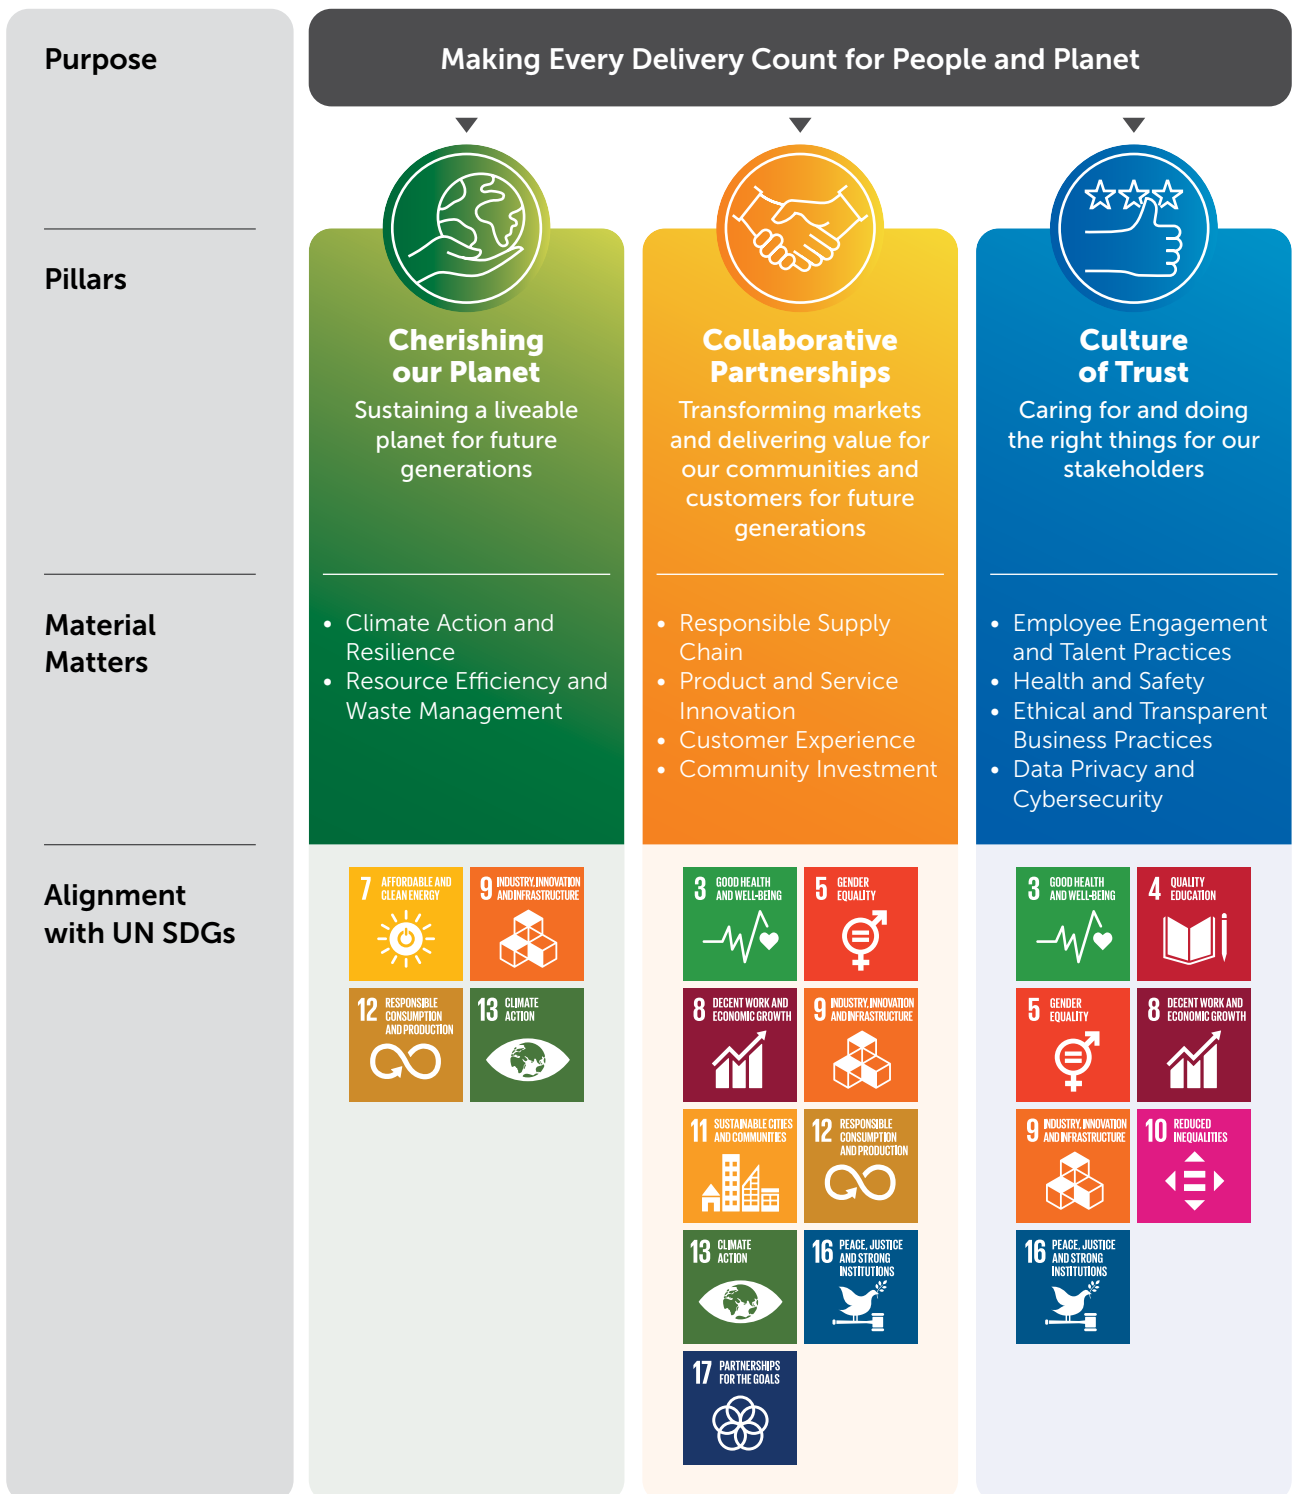 Purpose
Making Every Delivery Count for People and Planet
Pillars
Cherishing
our Planet
Sustaining a liveable
planet for future
generations
Collaborative
Partnerships
Transforming markets
and delivering value for
our communities and
customers for future
generations
Culture
of Trust
Caring for and doing
the right things for our
stakeholders
Material
Matters
• Climate Action and
Resilience
• Resource Efficiency and
Waste Management
• Responsible Supply
Chain
• Product and Service
Innovation
• Customer Experience
• Community Investment
• Employee Engagement
and Talent Practices
• Health and Safety
• Ethical and Transparent
Business Practices
• Data Privacy and
Cybersecurity
Alignment
with UN SDGs
7 AFFORDABLE AND
CLEAN ENERGY
9 INDUSTRY, INNOVATION
AND INFRASTRUCTURE
12 RESPONSIBLE
CONSUMPTION
AND PRODUCTION
13 CLIMATE
ACTION
3 GOOD HEALTH
AND WELL-BEING
5 GENDER
EQUALITY
8 DECENT WORK AND
ECONOMIC GROWTH
9 INDUSTRY, INNOVATION
AND INFRASTRUCTURE
11 SUSTAINABLE CITIES
AND COMMUNITIES
12 RESPONSIBLE
CONSUMPTION
AND PRODUCTION
13 CLIMATE
ACTION
16 PEACE, JUSTICE
AND STRONG
INSTITUTIONS
17 PARTNERSHIPS
FOR THE GOALS
3 GOOD HEALTH
AND WELL-BEING
4 QUALITY
EDUCATION
5 GENDER
EQUALITY
8 DECENT WORK AND
ECONOMIC GROWTH
9 INDUSTRY, INNOVATION
AND INFRASTRUCTURE
10 REDUCED
INEQUALITIES
16 PEACE, JUSTICE
AND STRONG
INSTITUTIONS